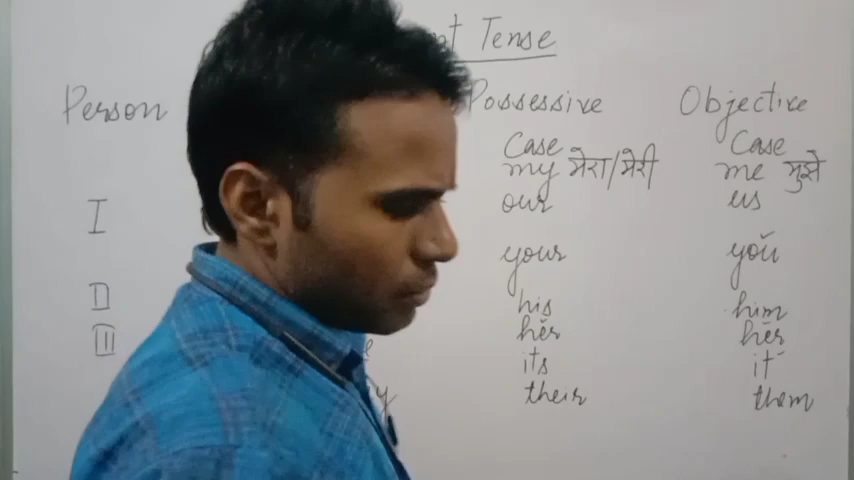 Tense
Person Possessive Objective
Case Case
my मेरा/मेरी me मुझे
I our us
your you
II his him
III her her
its it
their them